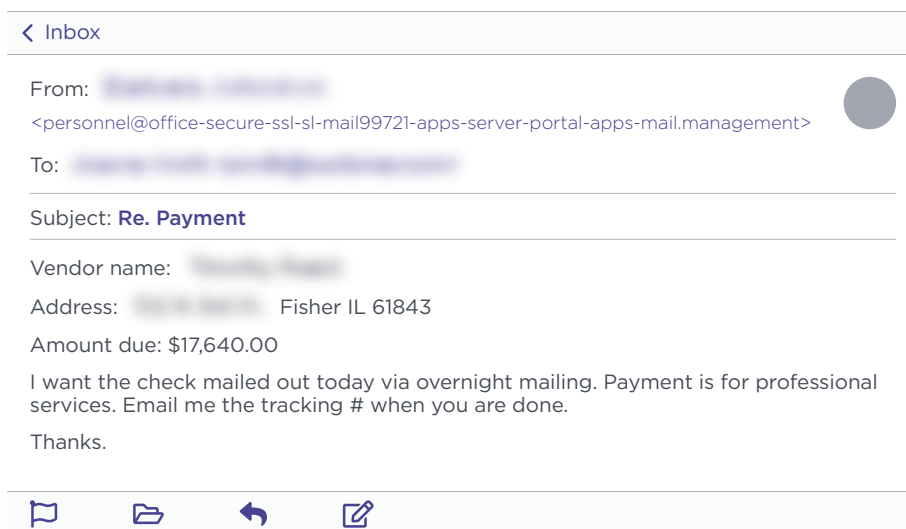 Inbox
From:
<personnel@office-secure-ssl-sl-mail99721-apps-server-portal-apps-mail.management>
To:
Subject: Re. Payment
Vendor name:
Address: Fisher IL 61843
Amount due: $17,640.00
I want the check mailed out today via overnight mailing. Payment is for professional
services. Email me the tracking # when you are done.
Thanks.